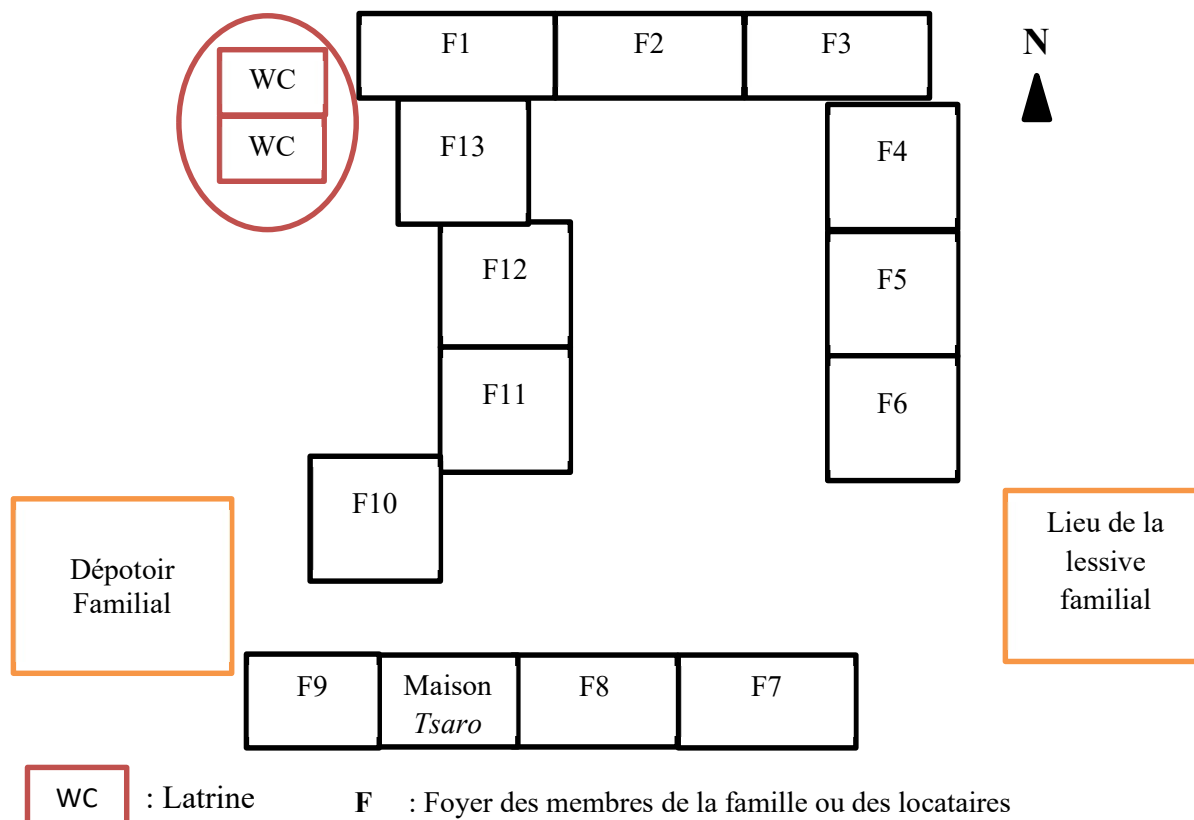 F1
F2
F3
N
WC
WC
F13
F4
F12
F5
F11
F6
F10
Dépotoir
Familial
Lieu de la
lessive
familial
F9
Maison
Tsaro
F8
F7
WC : Latrine
F : Foyer des membres de la famille ou des locataires